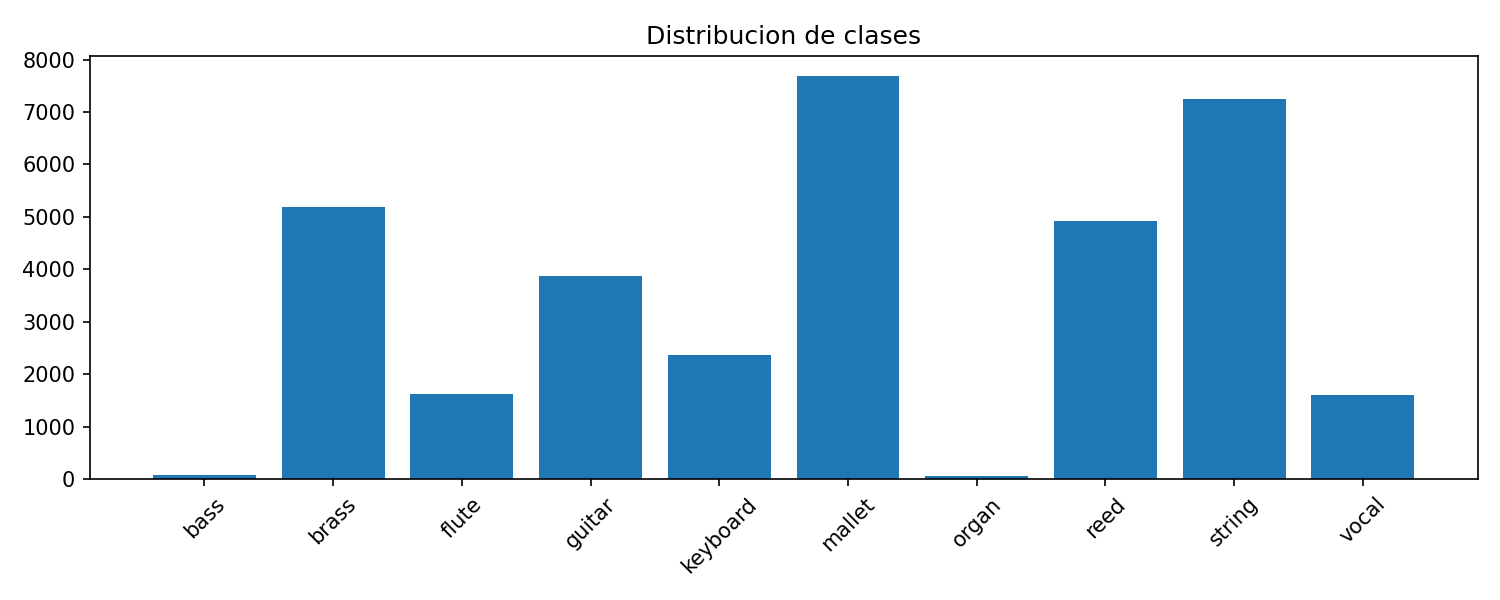 Distribucion de clases
8000
7000
6000
5000
4000
3000
2000
1000
0
bass
brass
flute
guitar
keyboard
mallet
organ
reed
string
vocal